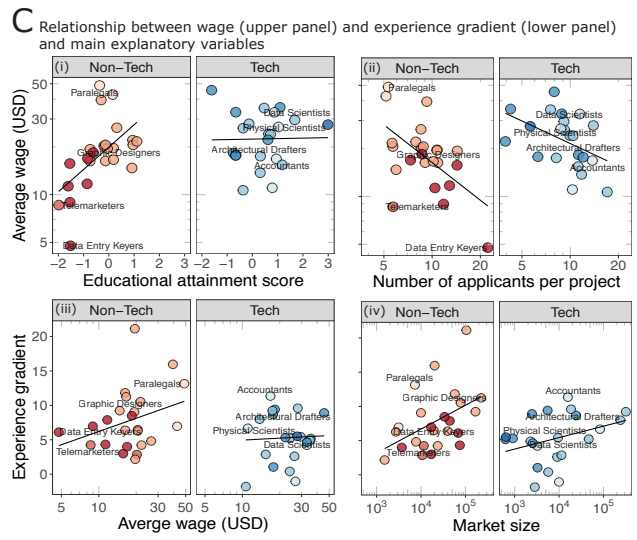 C Relationship between wage (upper panel) and experience gradient (lower panel)
and main explanatory variables
(i) Non−Tech Tech
Average wage (USD)
50
30
10
5
Paralegals
Graphic Designers
Telemarketers
Data Entry Keyers
Data Scientists
Physical Scientists
Architectural Drafters
Accountants
−2 −1 0 1 2 3 −2 −1 0 1 2 3
Educational attainment score
(ii) Non−Tech Tech
Paralegals
Graphic Designers
Telemarketers
Data Entry Keyers
Data Scientists
Physical Scientists
Architectural Drafters
Accountants
5 10 20 5 10 20
Number of applicants per project
(iii) Non−Tech Tech
Experience gradient
20
15
10
5
0
Paralegals
Graphic Designers
Data Entry Keyers
Telemarketers
Accountants
Architectural Drafters
Physical Scientists
Data Scientists
5 10 30 50 5 10 30 50
Averge wage (USD)
(iv) Non−Tech Tech
Paralegals
Graphic Designers
Data Entry Keyers
Telemarketers
Accountants
Architectural Drafters
Physical Scientists
Data Scientists
10³ 10⁴ 10⁵ 10³ 10⁴ 10⁵
Market size